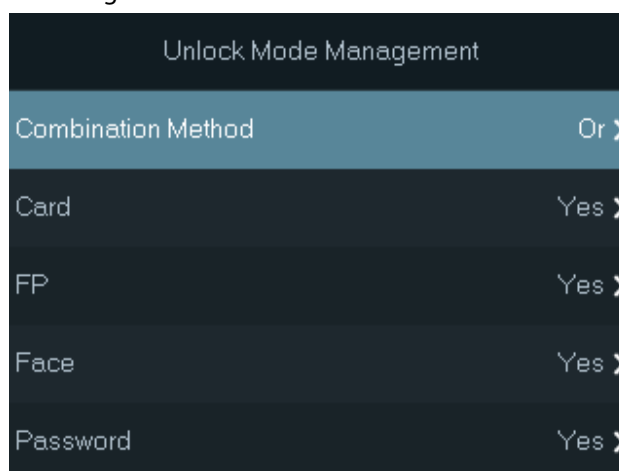 Unlock Mode Management
Combination Method Or
Card Yes
FP Yes
Face Yes
Password Yes